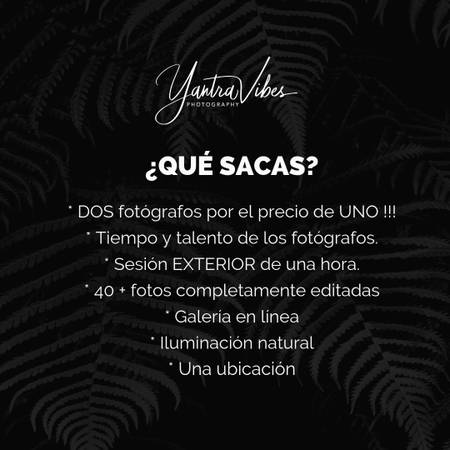 YantraVibes
PHOTOGRAPHY
¿QUÉ SACAS?
* DOS fotógrafos por el precio de UNO !!!
* Tiempo y talento de los fotógrafos.
* Sesión EXTERIOR de una hora.
* 40 + fotos completamente editadas
* Galería en línea
* Iluminación natural
* Una ubicación